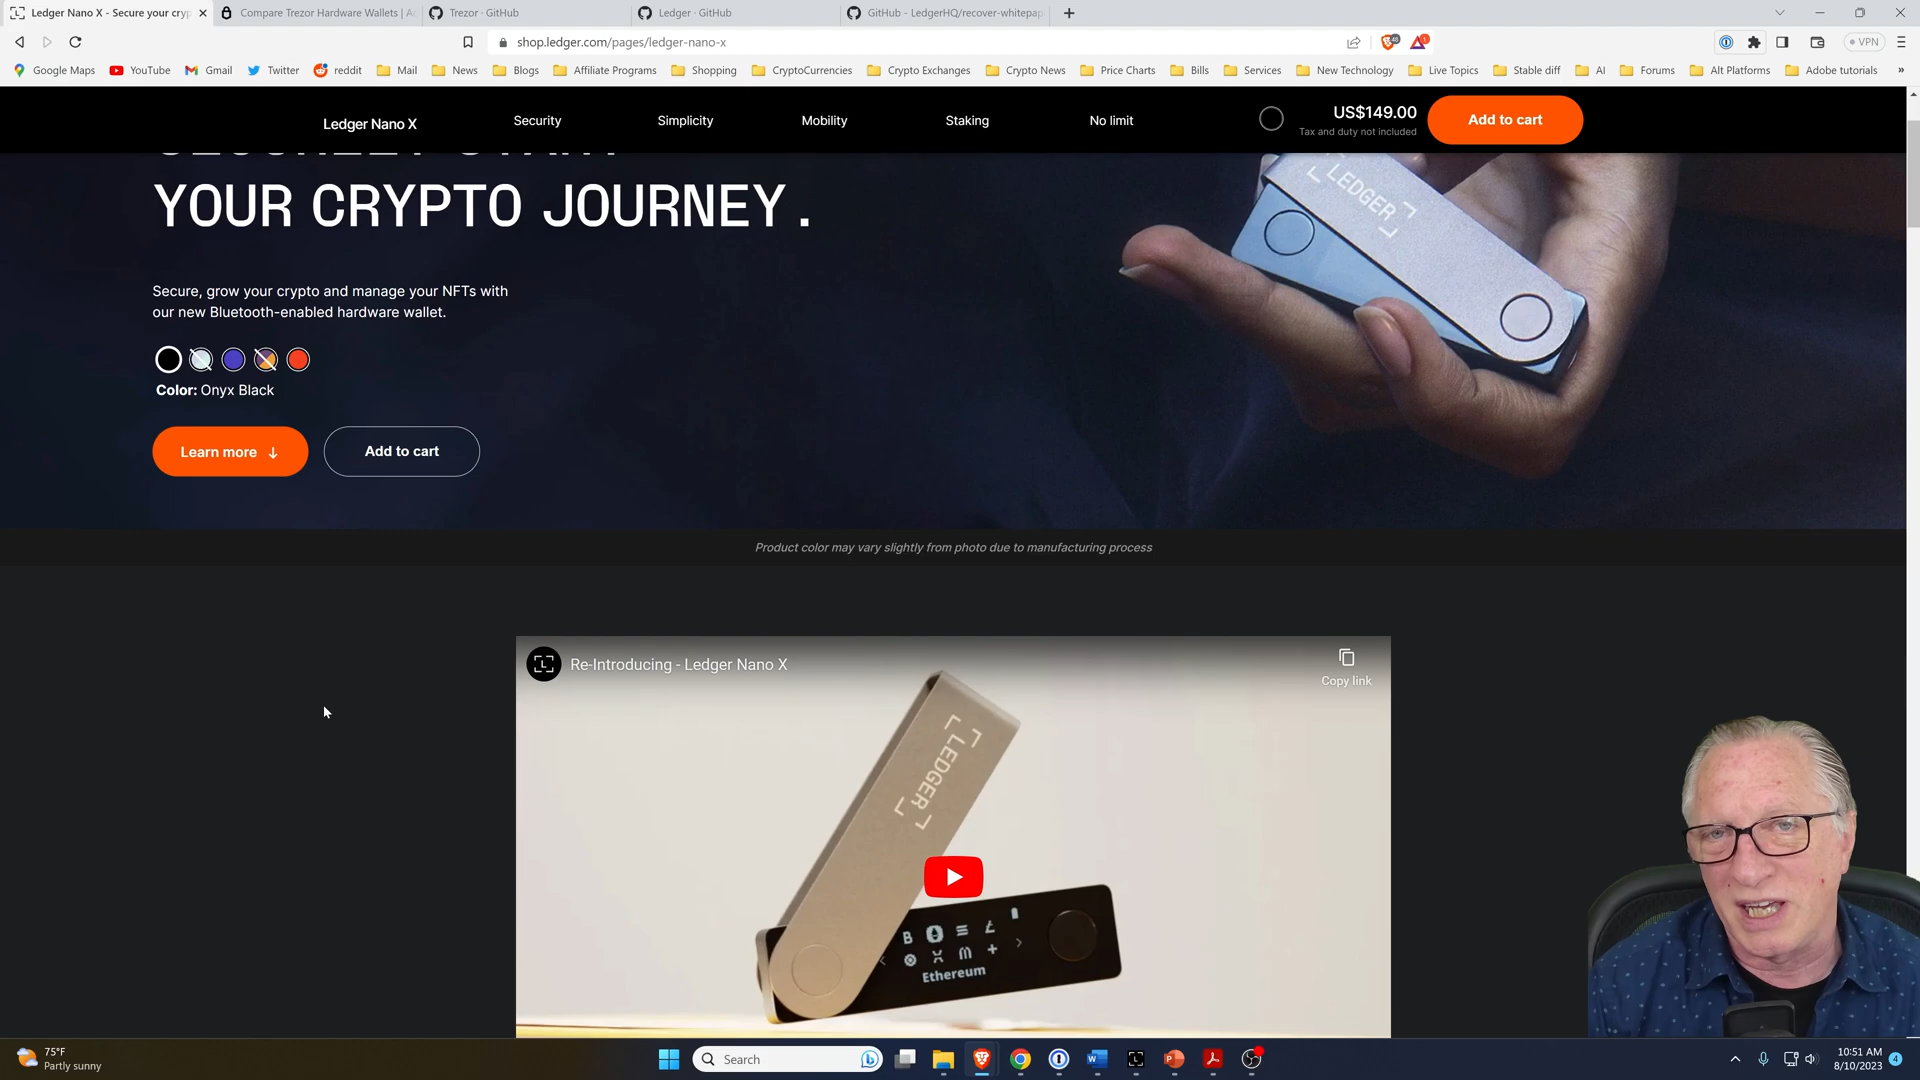 Ledger Nano X - Secure your cryp
Compare Trezor Hardware Wallets | Ac
Trezor · GitHub
Ledger · GitHub
GitHub - LedgerHQ/recover-whitepap
shop.ledger.com/pages/ledger-nano-x
VPN
Google Maps
YouTube
Gmail
Twitter
reddit
Mail
News
Blogs
Affiliate Programs
Shopping
CryptoCurrencies
Crypto Exchanges
Crypto News
Price Charts
Bills
Services
New Technology
Live Topics
Stable diff
AI
Forums
Alt Platforms
Adobe tutorials
»
Ledger Nano X
Security
Simplicity
Mobility
Staking
No limit
US$149.00
Tax and duty not included
Add to cart
YOUR CRYPTO JOURNEY.
LEDGER
Secure, grow your crypto and manage your NFTs with
our new Bluetooth-enabled hardware wallet.
Color: Onyx Black
Learn more ↓
Add to cart
Product color may vary slightly from photo due to manufacturing process
Re-Introducing - Ledger Nano X
Copy link
LEDGER
Ethereum
75°F
Partly sunny
Search
10:51 AM
8/10/2023
4